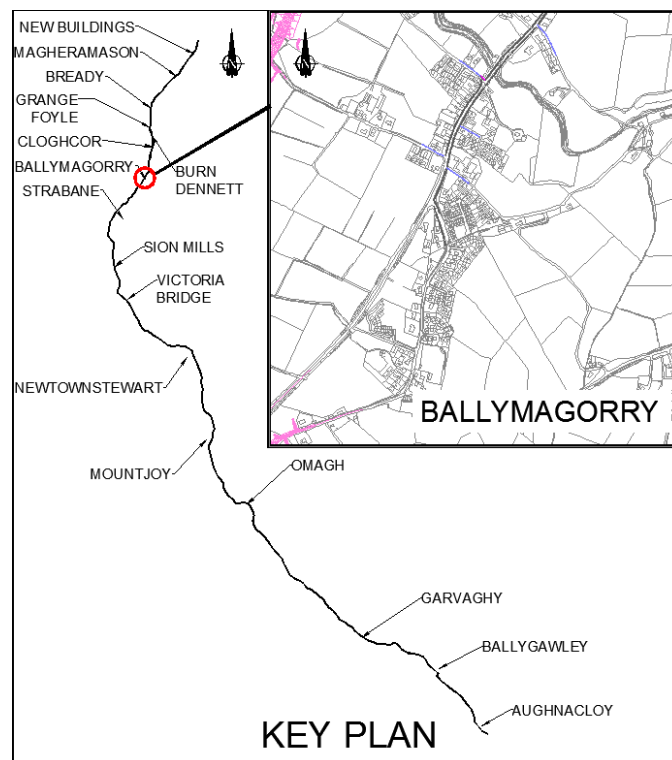 NEW BUILDINGS
MAGHERAMASON
BREADY
GRANGE
FOYLE
CLOGHCOR
BALLYMAGORRY
BURN
DENNETT
STRABANE
SION MILLS
VICTORIA
BRIDGE
NEWTOWNSTEWART
BALLYMAGORRY
MOUNTJOY
OMAGH
GARVAGHY
BALLYGAWLEY
AUGHNACLOY
KEY PLAN